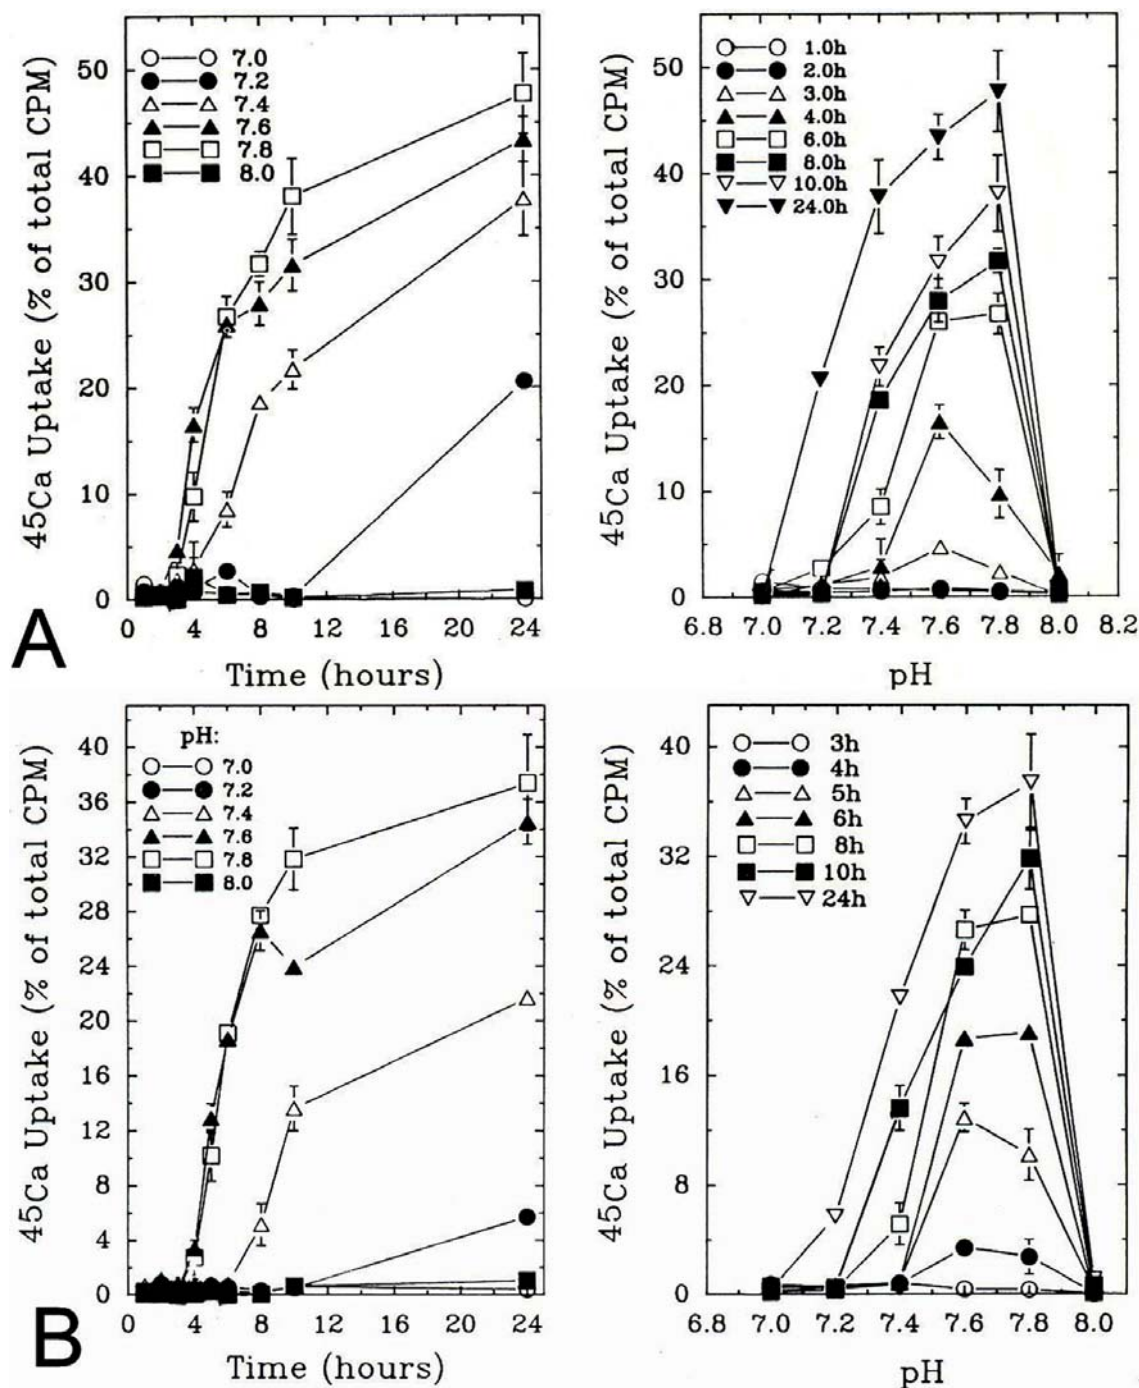 45Ca Uptake (% of total CPM)
50
40
30
20
10
0
7.0
7.2
7.4
7.6
7.8
8.0
0 4 8 12 16 20 24
Time (hours)
A
45Ca Uptake (% of total CPM)
50
40
30
20
10
0
1.0h
2.0h
3.0h
4.0h
6.0h
8.0h
10.0h
24.0h
6.8 7.0 7.2 7.4 7.6 7.8 8.0 8.2
pH
45Ca Uptake (% of total CPM)
40
36
32
28
24
20
16
12
8
4
0
pH:
7.0
7.2
7.4
7.6
7.8
8.0
0 4 8 12 16 20 24
Time (hours)
B
45Ca Uptake (% of total CPM)
40
32
24
16
8
0
3h
4h
5h
6h
8h
10h
24h
6.8 7.0 7.2 7.4 7.6 7.8 8.0
pH